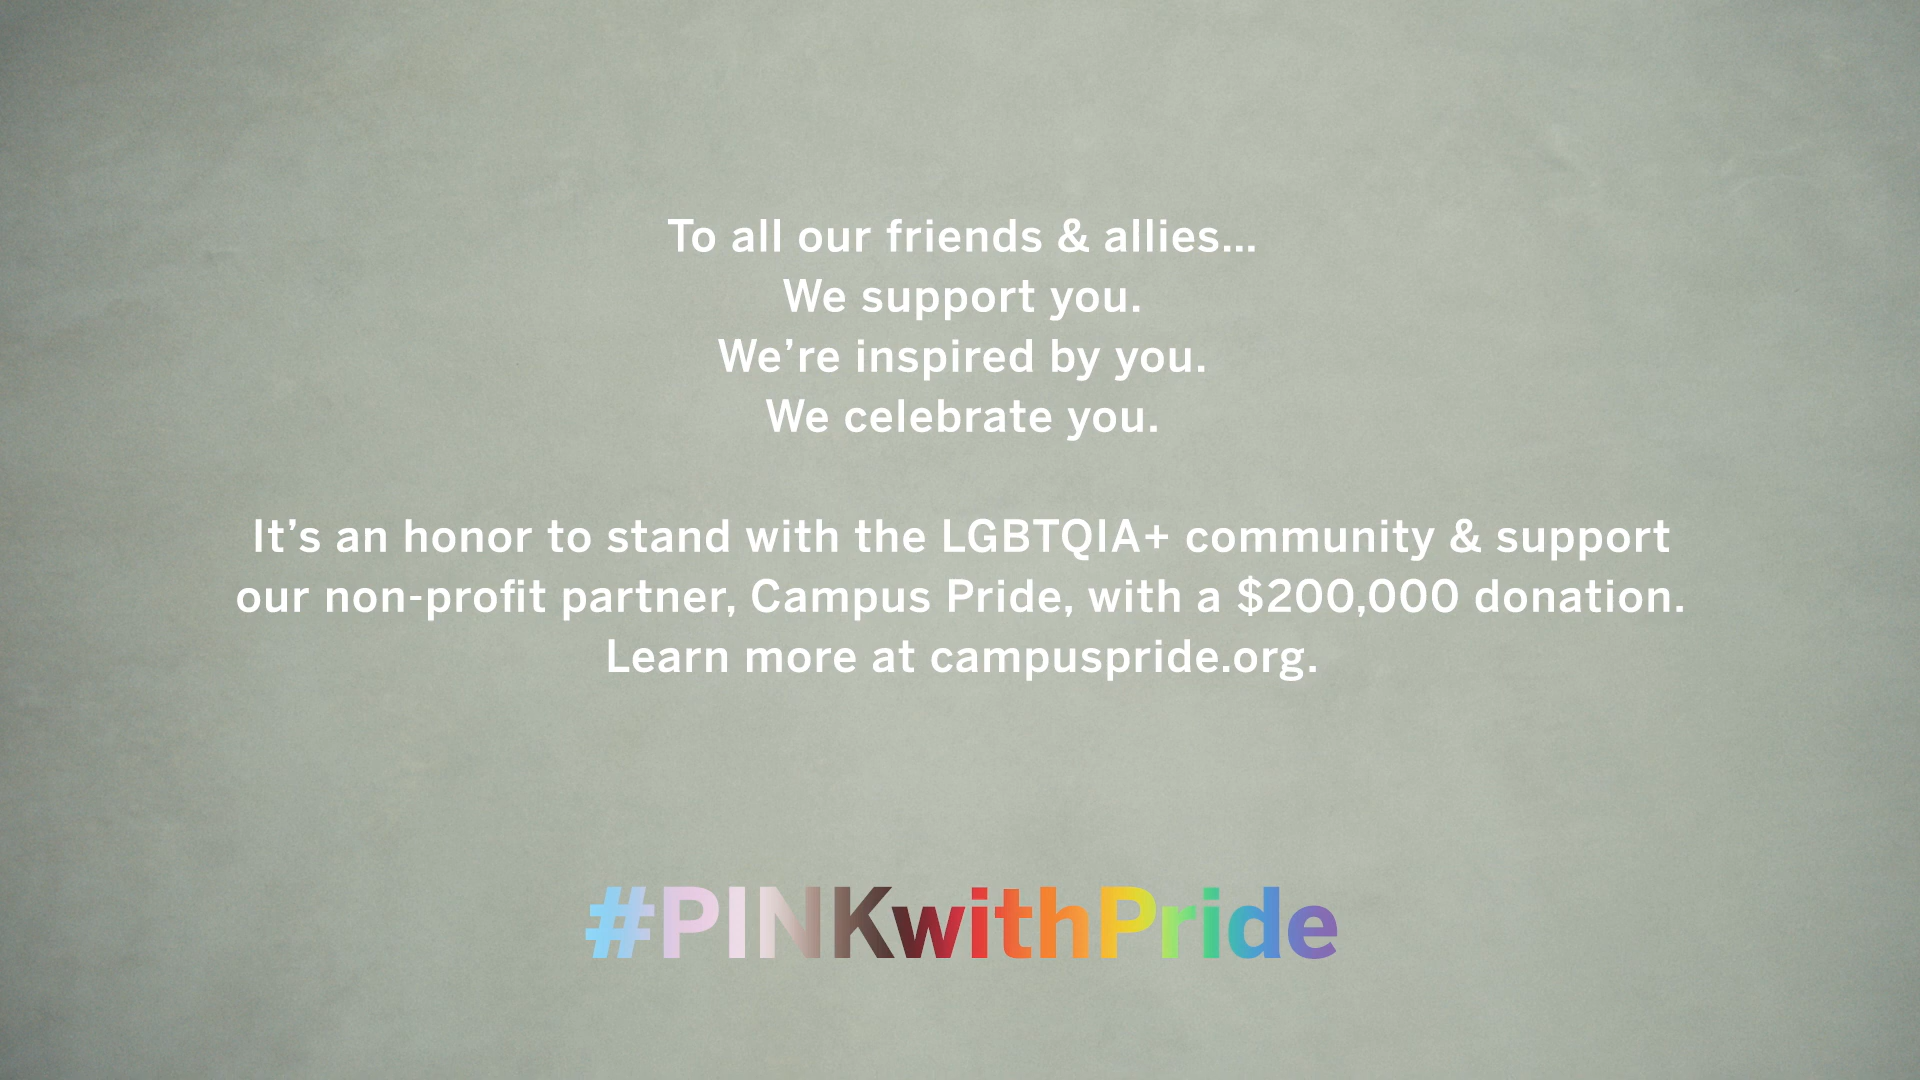 To all our friends & allies...
We support you.
We’re inspired by you.
We celebrate you.
It’s an honor to stand with the LGBTQIA+ community & support
our non-profit partner, Campus Pride, with a $200,000 donation.
Learn more at campuspride.org.
#PINKwithPride